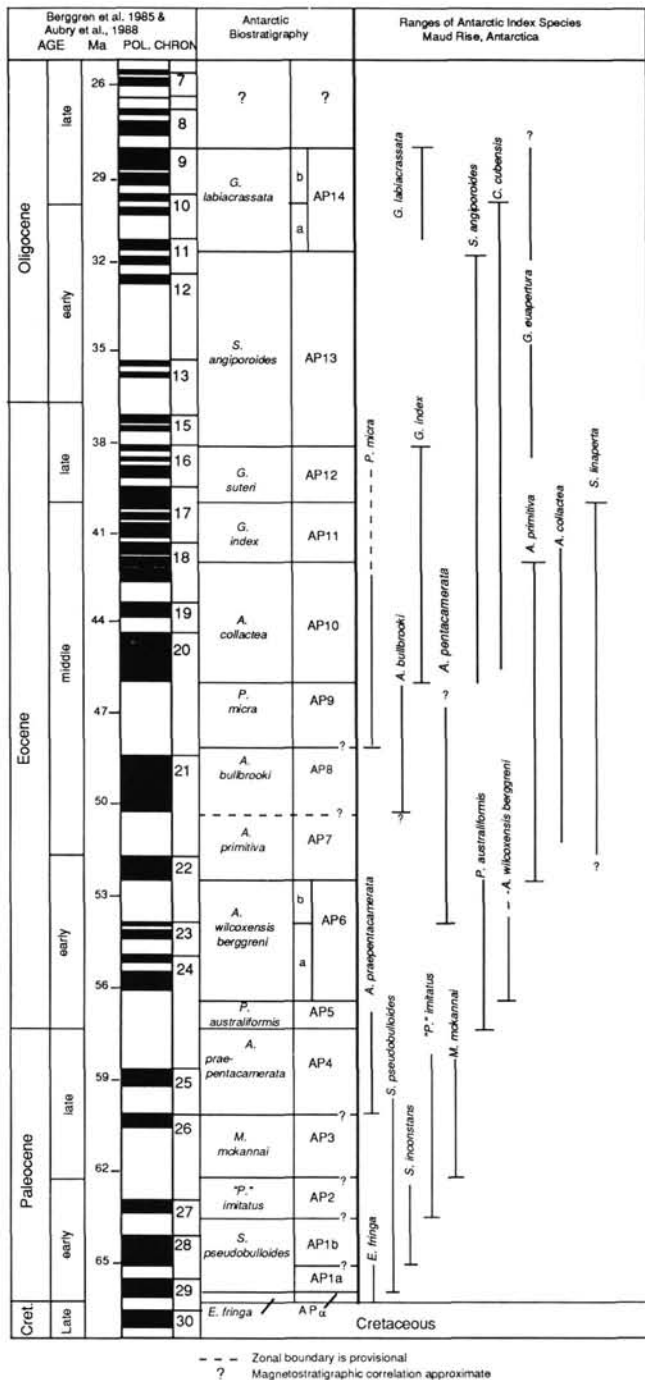 Berggren et al. 1985 &
Aubry et al., 1988
AGE Ma POL. CHRON
Antarctic
Biostratigraphy
Ranges of Antarctic Index Species
Maud Rise, Antarctica
Oligocene
late
early
Eocene
late
middle
early
Paleocene
late
early
Cret.
Late
26
29
32
35
38
41
44
47
50
53
56
59
62
65
7
8
9
10
11
12
13
15
16
17
18
19
20
21
22
23
24
25
26
27
28
29
30
? ?
G.
labiacrassata
b
a
AP14
S.
angiporoides
AP13
G.
suteri
AP12
G.
index
AP11
A.
collactea
AP10
P.
micra
AP9
?
A.
bullbrooki
AP8
?
A.
primitiva
AP7
A.
wilcoxensis
berggreni
b
a
AP6
P.
australiformis
AP5
A.
prae-
pentacamerata
AP4
?
M.
mckannai
AP3
?
"P."
imitatus
AP2
?
S.
pseudobulloides
AP1b
?
AP1a
E. fringa
APα
G. labiacrassata
S. angiporoides
C. cubensis
?
G. euapertura
P. micra
G. index
S. linaperta
A. primitiva
A. collactea
A. bullbrooki
?
A. pentacamerata
?
P. australiformis
A. wilcoxensis berggreni
?
A. praepentacamerata
S. pseudobulloides
"P." imitatus
M. mckannai
S. inconstans
E. fringa
Cretaceous
--- Zonal boundary is provisional
? Magnetostratigraphic correlation approximate